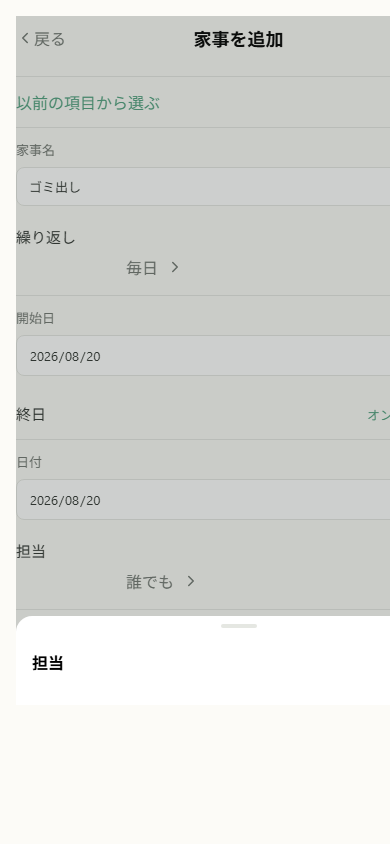 戻る
家事を追加
以前の項目から選ぶ
家事名
ゴミ出し
繰り返し
毎日
開始日
2026/08/20
終日
オン
日付
2026/08/20
担当
誰でも
担当